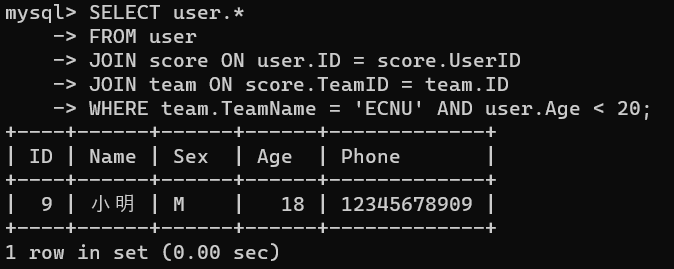 mysql> SELECT user.*
    -> FROM user
    -> JOIN score ON user.ID = score.UserID
    -> JOIN team ON score.TeamID = team.ID
    -> WHERE team.TeamName = 'ECNU' AND user.Age < 20;
+----+------+------+------+-------------+
| ID | Name | Sex  | Age  | Phone       |
+----+------+------+------+-------------+
|  9 | 小明 | M    |   18 | 12345678909 |
+----+------+------+------+-------------+
1 row in set (0.00 sec)